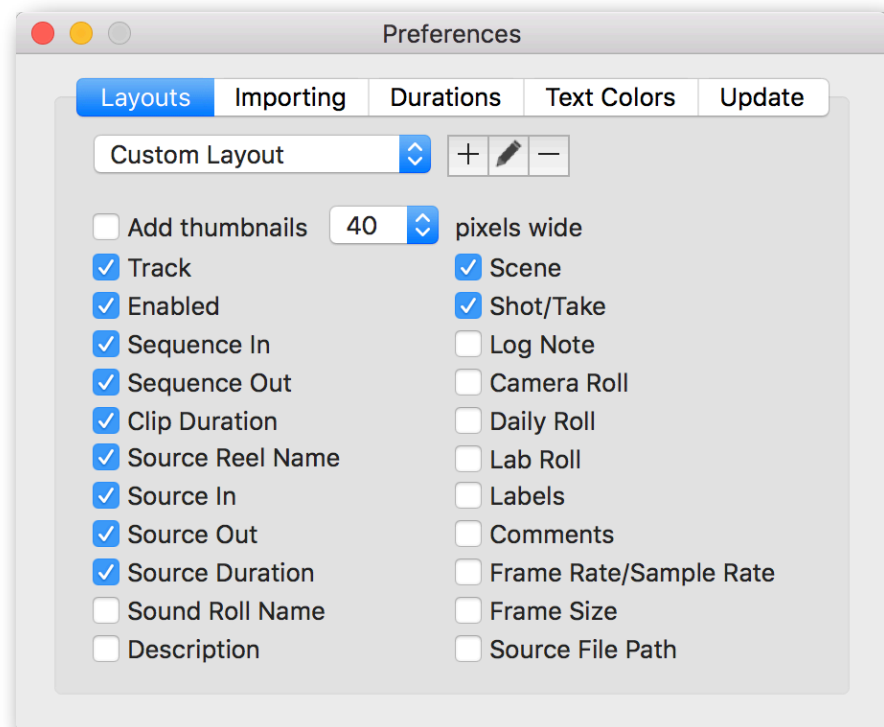 Preferences
Layouts Importing Durations Text Colors Update
Custom Layout
Add thumbnails 40 pixels wide
Track Scene
Enabled Shot/Take
Sequence In Log Note
Sequence Out Camera Roll
Clip Duration Daily Roll
Source Reel Name Lab Roll
Source In Labels
Source Out Comments
Source Duration Frame Rate/Sample Rate
Sound Roll Name Frame Size
Description Source File Path